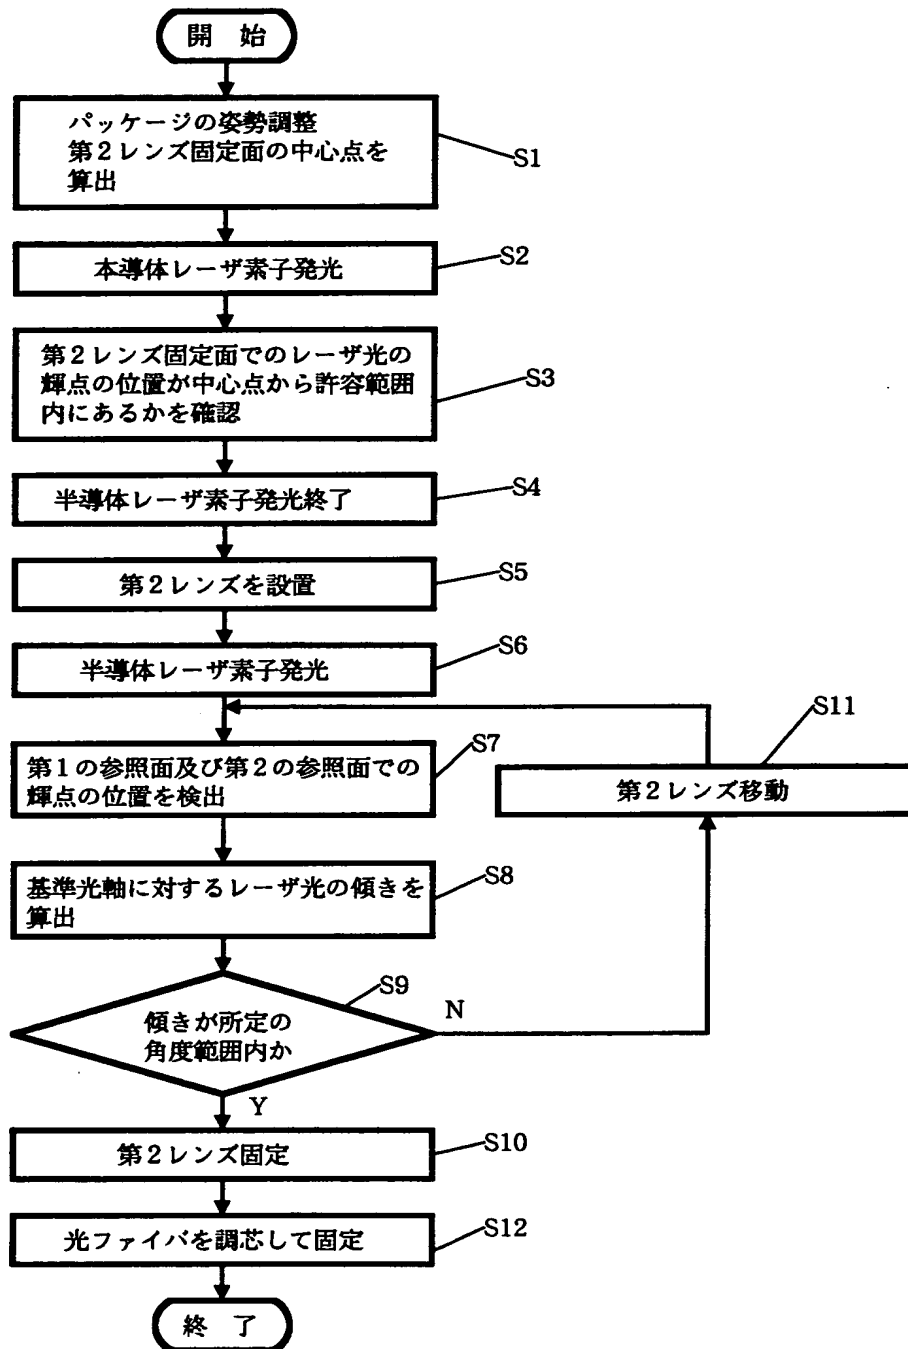 開　始
パッケージの姿勢調整
第２レンズ固定面の中心点を
算出
S1
本導体レーザ素子発光
S2
第２レンズ固定面でのレーザ光の
輝点の位置が中心点から許容範囲
内にあるかを確認
S3
半導体レーザ素子発光終了
S4
第２レンズを設置
S5
半導体レーザ素子発光
S6
第１の参照面及び第２の参照面での
輝点の位置を検出
S7
第２レンズ移動
S11
基準光軸に対するレーザ光の傾きを
算出
S8
傾きが所定の
角度範囲内か
S9
N
Y
第２レンズ固定
S10
光ファイバを調芯して固定
S12
終　了